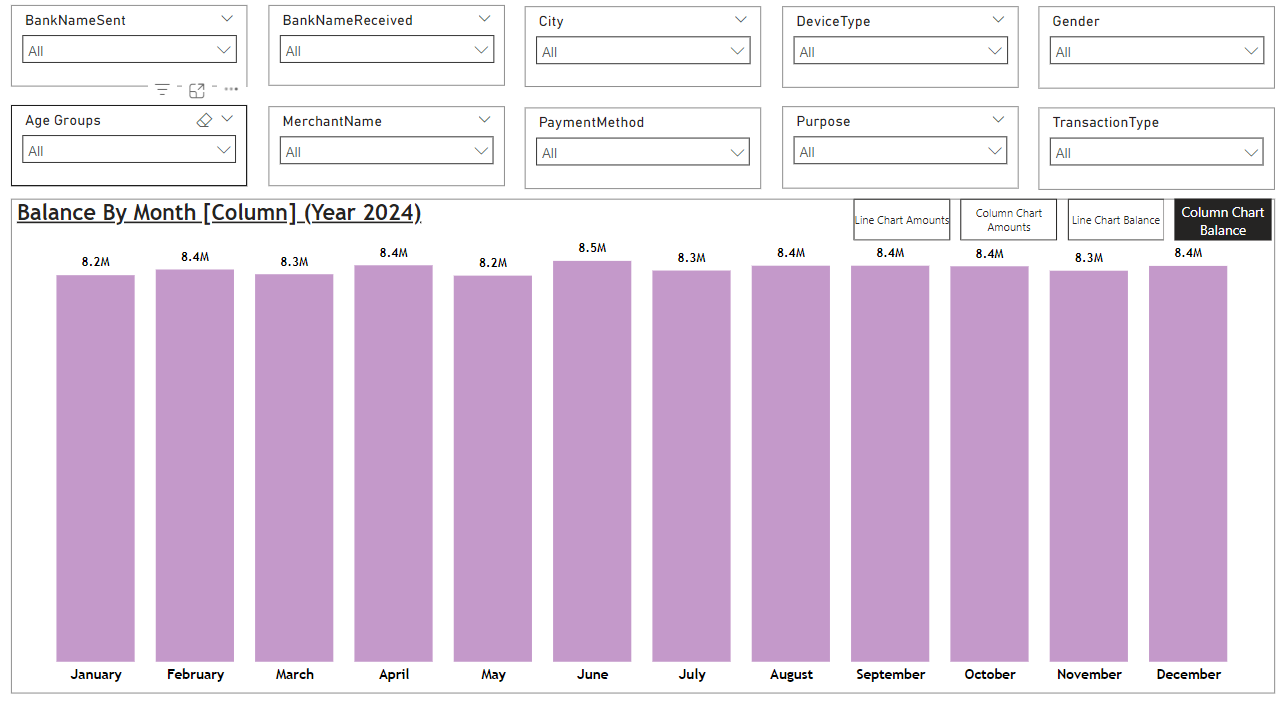 BankNameSent
All
BankNameReceived
All
City
All
DeviceType
All
Gender
All
Age Groups
All
MerchantName
All
PaymentMethod
All
Purpose
All
TransactionType
All
Balance By Month [Column] (Year 2024)
Line Chart Amounts
Column Chart
Amounts
Line Chart Balance
Column Chart
Balance
8.2M
8.4M
8.3M
8.4M
8.2M
8.5M
8.3M
8.4M
8.4M
8.4M
8.3M
8.4M
January
February
March
April
May
June
July
August
September
October
November
December